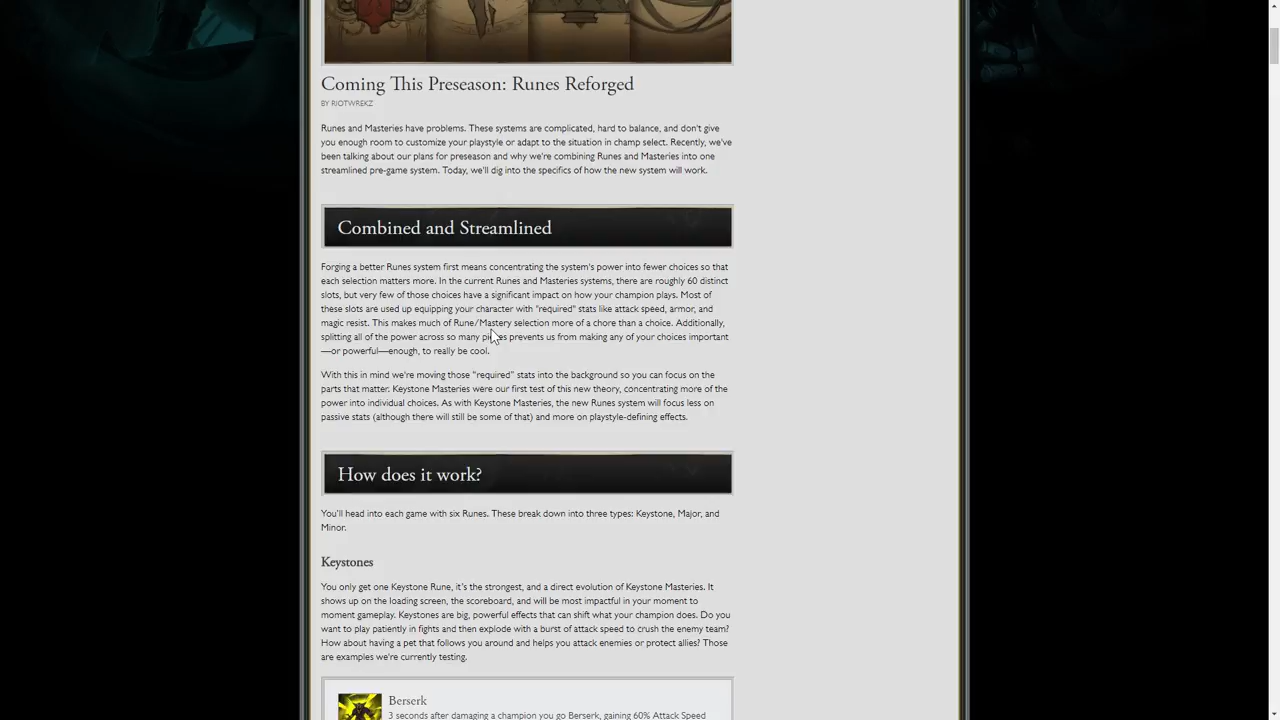 Coming This Preseason: Runes Reforged
BY RIOTWREKZ
Runes and Masteries have problems. These systems are complicated, hard to balance, and don't give
you enough room to customize your playstyle or adapt to the situation in champ select. Recently, we've
been talking about our plans for preseason and why we're combining Runes and Masteries into one
streamlined pre-game system. Today, we'll dig into the specifics of how the new system will work.
Combined and Streamlined
Forging a better Runes system first means concentrating the system's power into fewer choices so that
each selection matters more. In the current Runes and Masteries systems, there are roughly 60 distinct
slots, but very few of those choices have a significant impact on how your champion plays. Most of
these slots are used up equipping your character with "required" stats like attack speed, armor, and
magic resist. This makes much of Rune/Mastery selection more of a chore than a choice. Additionally,
splitting all of the power across so many pieces prevents us from making any of your choices important
—or powerful—enough, to really be cool.
With this in mind we're moving those "required" stats into the background so you can focus on the
parts that matter. Keystone Masteries were our first test of this new theory, concentrating more of the
power into individual choices. As with Keystone Masteries, the new Runes system will focus less on
passive stats (although there will still be some of that) and more on playstyle-defining effects.
How does it work?
You'll head into each game with six Runes. These break down into three types: Keystone, Major, and
Minor.
Keystones
You only get one Keystone Rune, it's the strongest, and a direct evolution of Keystone Masteries. It
shows up on the loading screen, the scoreboard, and will be most impactful in your moment to
moment gameplay. Keystones are big, powerful effects that can shift what your champion does. Do you
want to play patiently in fights and then explode with a burst of attack speed to crush the enemy team?
How about having a pet that follows you around and helps you attack enemies or protect allies? Those
are examples we're currently testing.
Berserk
3 seconds after damaging a champion you go Berserk, gaining 60% Attack Speed